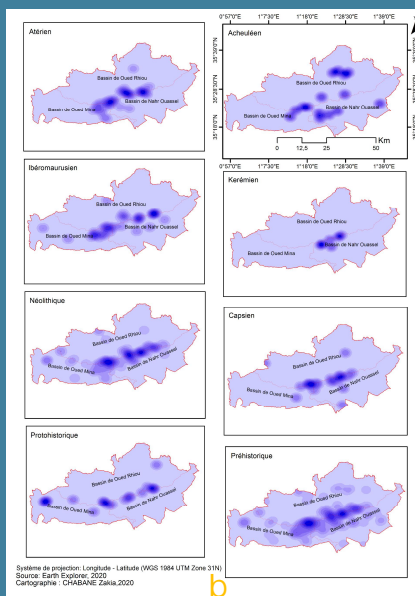 0°57'0"E 1°7'30"E 1°18'0"E 1°28'30"E 1°39'0"E
Atérien
Bassin de Oued Rhiou
Bassin de Nahr Ouassel
Bassin de Oued Mina
Acheuléen
Bassin de Oued Rhiou
Bassin de Nahr Ouassel
Bassin de Oued Mina
35°39'0"N
35°28'30"N
35°18'0"N
0 12,5 25 50 Km
0°57'0"E 1°7'30"E 1°18'0"E 1°28'30"E 1°39'0"E
Ibéromaurusien
Bassin de Oued Rhiou
Bassin de Nahr Ouassel
Bassin de Oued Mina
Kerémien
Bassin de Oued Rhiou
Bassin de Nahr Ouassel
Bassin de Oued Mina
Néolithique
Bassin de Oued Rhiou
Bassin de Nahr Ouassel
Bassin de Oued Mina
Capsien
Bassin de Oued Rhiou
Bassin de Nahr Ouassel
Bassin de Oued Mina
Protohistorique
Bassin de Oued Rhiou
Bassin de Nahr Ouassel
Bassin de Oued Mina
Préhistorique
Bassin de Oued Rhiou
Bassin de Nahr Ouassel
Bassin de Oued Mina
Système de projection: Longitude - Latitude (WGS 1984 UTM Zone 31N)
Source: Earth Explorer, 2020
Cartographie : CHABANE Zakia,2020
b